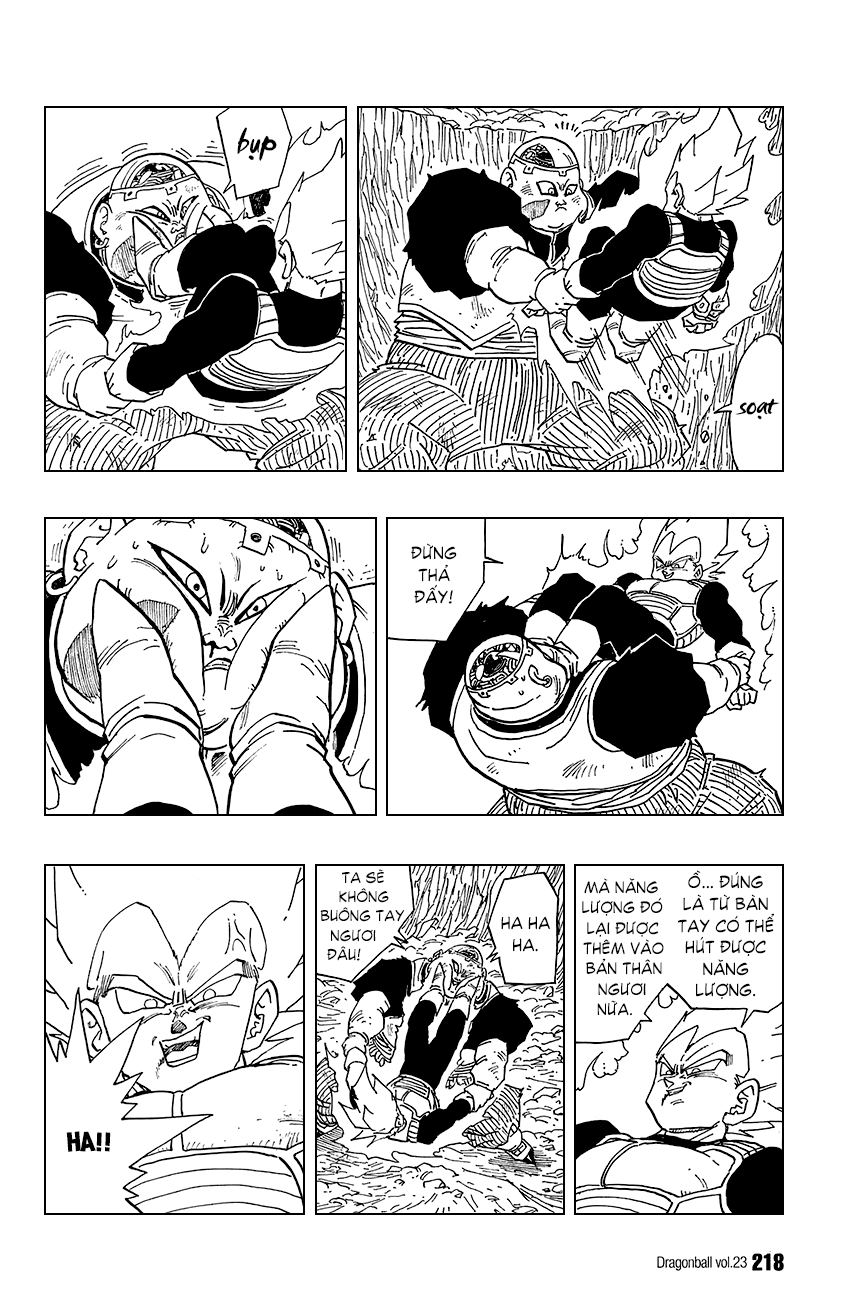 soạt
bụp
ĐỪNG
THẢ
ĐẤY!
Ồ... ĐÚNG
LÀ TỪ BÀN
TAY CÓ THỂ
HÚT ĐƯỢC
NĂNG
LƯỢNG.
MÀ NĂNG
LƯỢNG ĐÓ
LẠI ĐƯỢC
THÊM VÀO
BẢN THÂN
NGƯƠI
NỮA.
HA HA
HA.
TA SẼ
KHÔNG
BUÔNG TAY
NGƯƠI
ĐÂU!
HA!!
Dragonball vol.23 218